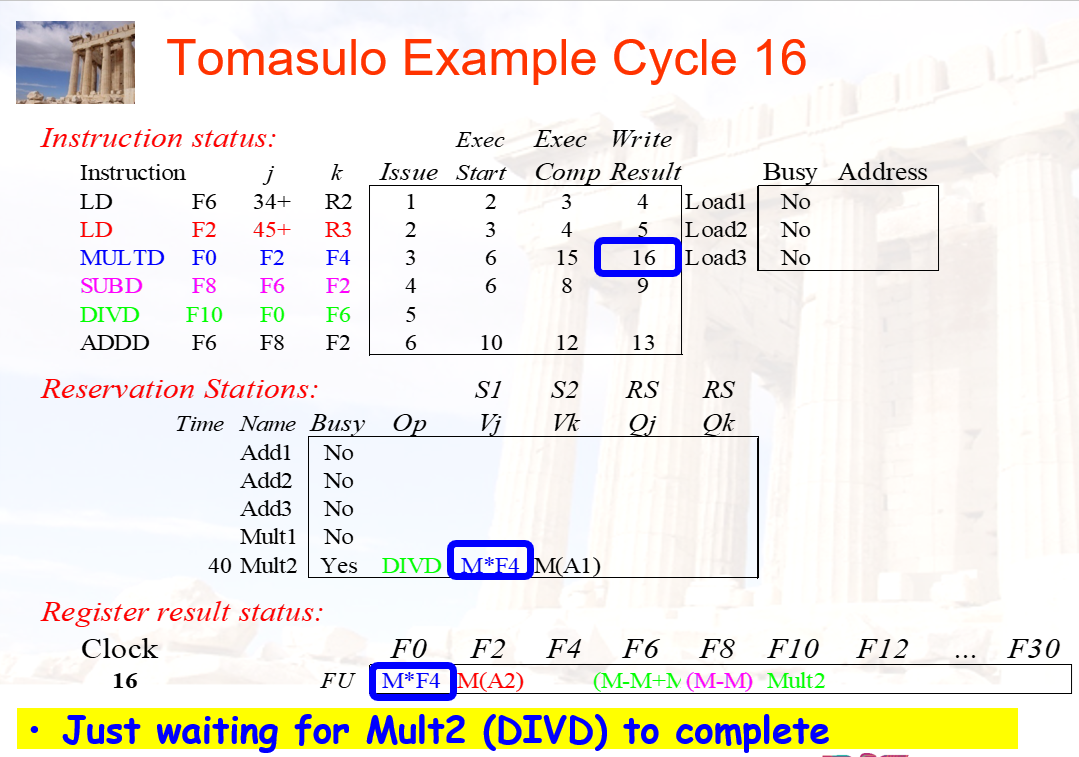 Tomasulo Example Cycle 16
Instruction status: Exec Exec Write
Instruction j k Issue Start Comp Result Busy Address
LD F6 34+ R2 1 2 3 4 Load1 No
LD F2 45+ R3 2 3 4 5 Load2 No
MULTD F0 F2 F4 3 6 15 16 Load3 No
SUBD F8 F6 F2 4 6 8 9
DIVD F10 F0 F6 5
ADDD F6 F8 F2 6 10 12 13
Reservation Stations: S1 S2 RS RS
Time Name Busy Op Vj Vk Qj Qk
Add1 No
Add2 No
Add3 No
Mult1 No
40 Mult2 Yes DIVD M*F4 M(A1)
Register result status:
Clock F0 F2 F4 F6 F8 F10 F12 ... F30
16 FU M*F4 M(A2) (M-M+M (M-M) Mult2
• Just waiting for Mult2 (DIVD) to complete